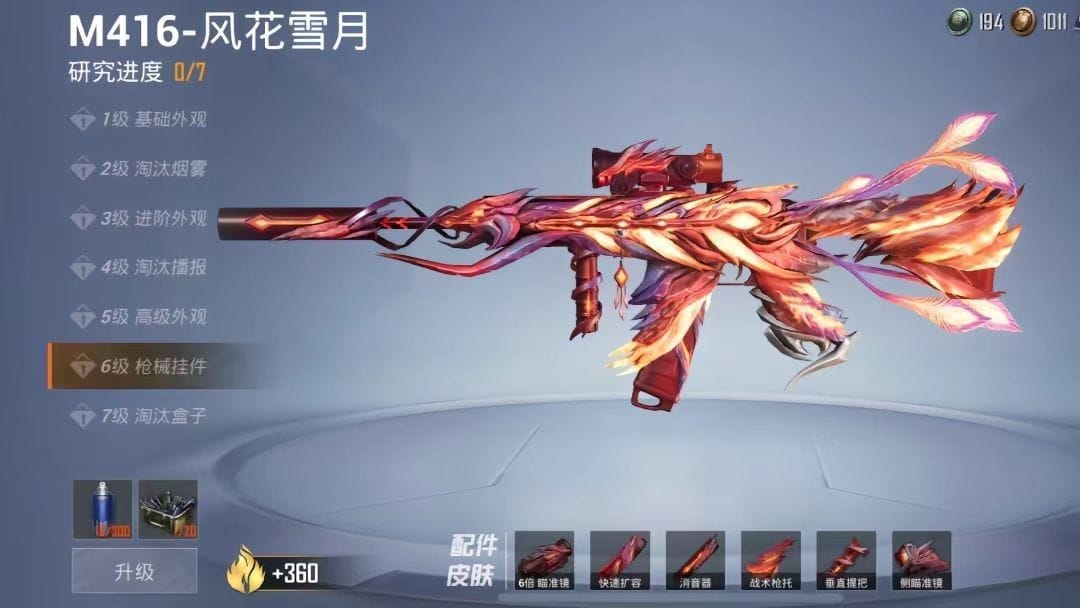 M416-风花雪月
194 1011
研究进度 0/7
1级 基础外观
2级 淘汰烟雾
3级 进阶外观
4级 淘汰播报
5级 高级外观
6级 枪械挂件
7级 淘汰盒子
升级
+360
配件
皮肤
6倍 瞄准镜
快速扩容
消音器
战术枪托
垂直握把
侧瞄准镜